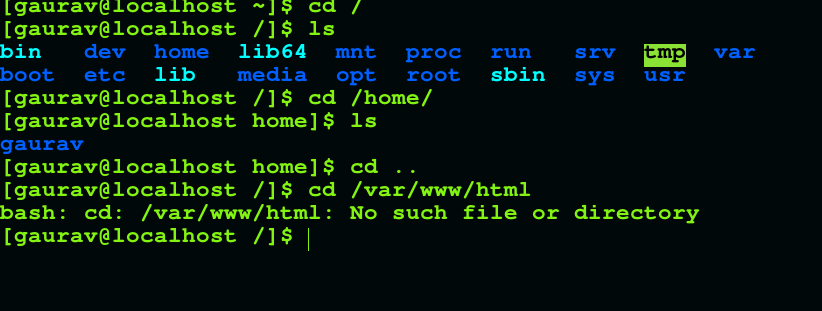 [gaurav@localhost ~]$ cd /
[gaurav@localhost /]$ ls
bin   dev  home  lib64  mnt  proc  run   srv  tmp  var
boot  etc  lib   media  opt  root  sbin  sys  usr
[gaurav@localhost /]$ cd /home/
[gaurav@localhost home]$ ls
gaurav
[gaurav@localhost home]$ cd ..
[gaurav@localhost /]$ cd /var/www/html
bash: cd: /var/www/html: No such file or directory
[gaurav@localhost /]$